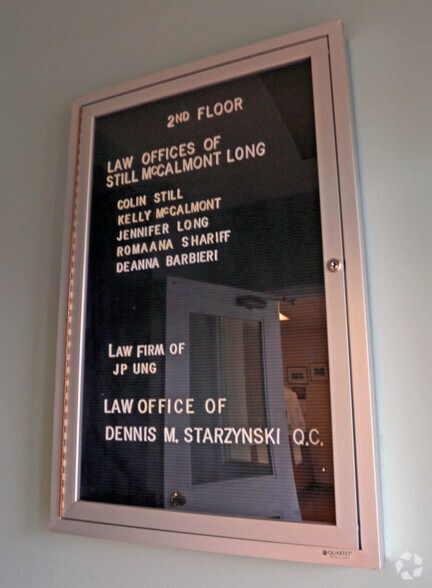 2ND FLOOR
LAW OFFICES OF
STILL MCCALMONT LONG
COLIN STILL
KELLY MCCALMONT
JENNIFER LONG
ROMAANA SHARIFF
DEANNA BARBIERI
LAW FIRM OF
JP UNG
LAW OFFICE OF
DENNIS M. STARZYNSKI Q.C.
QUARTET